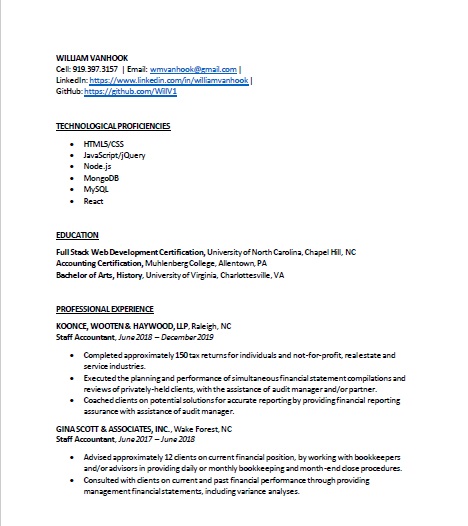 WILLIAM VANHOOK
Cell: 919.397.3157 | Email: wmvanhook@gmail.com |
LinkedIn: https://www.linkedin.com/in/williamvanhook |
GitHub: https://github.com/WillV1
TECHNOLOGICAL PROFICIENCIES
• HTML5/CSS
• JavaScript/jQuery
• Node.js
• MongoDB
• MySQL
• React
EDUCATION
Full Stack Web Development Certification, University of North Carolina, Chapel Hill, NC
Accounting Certification, Muhlenberg College, Allentown, PA
Bachelor of Arts, History, University of Virginia, Charlottesville, VA
PROFESSIONAL EXPERIENCE
KOONCE, WOOTEN & HAYWOOD, LLP, Raleigh, NC
Staff Accountant, June 2018 – December 2019
• Completed approximately 150 tax returns for individuals and not-for-profit, real estate and
service industries.
• Executed the planning and performance of simultaneous financial statement compilations and
reviews of privately-held clients, with the assistance of audit manager and/or partner.
• Coached clients on potential solutions for accurate reporting by providing financial reporting
assurance with assistance of audit manager.
GINA SCOTT & ASSOCIATES, INC., Wake Forest, NC
Staff Accountant, June 2017 – June 2018
• Advised approximately 12 clients on current financial position, by working with bookkeepers
and/or advisors in providing daily or monthly bookkeeping and month-end close procedures.
• Consulted with clients on current and past financial performance through providing
management financial statements, including variance analyses.